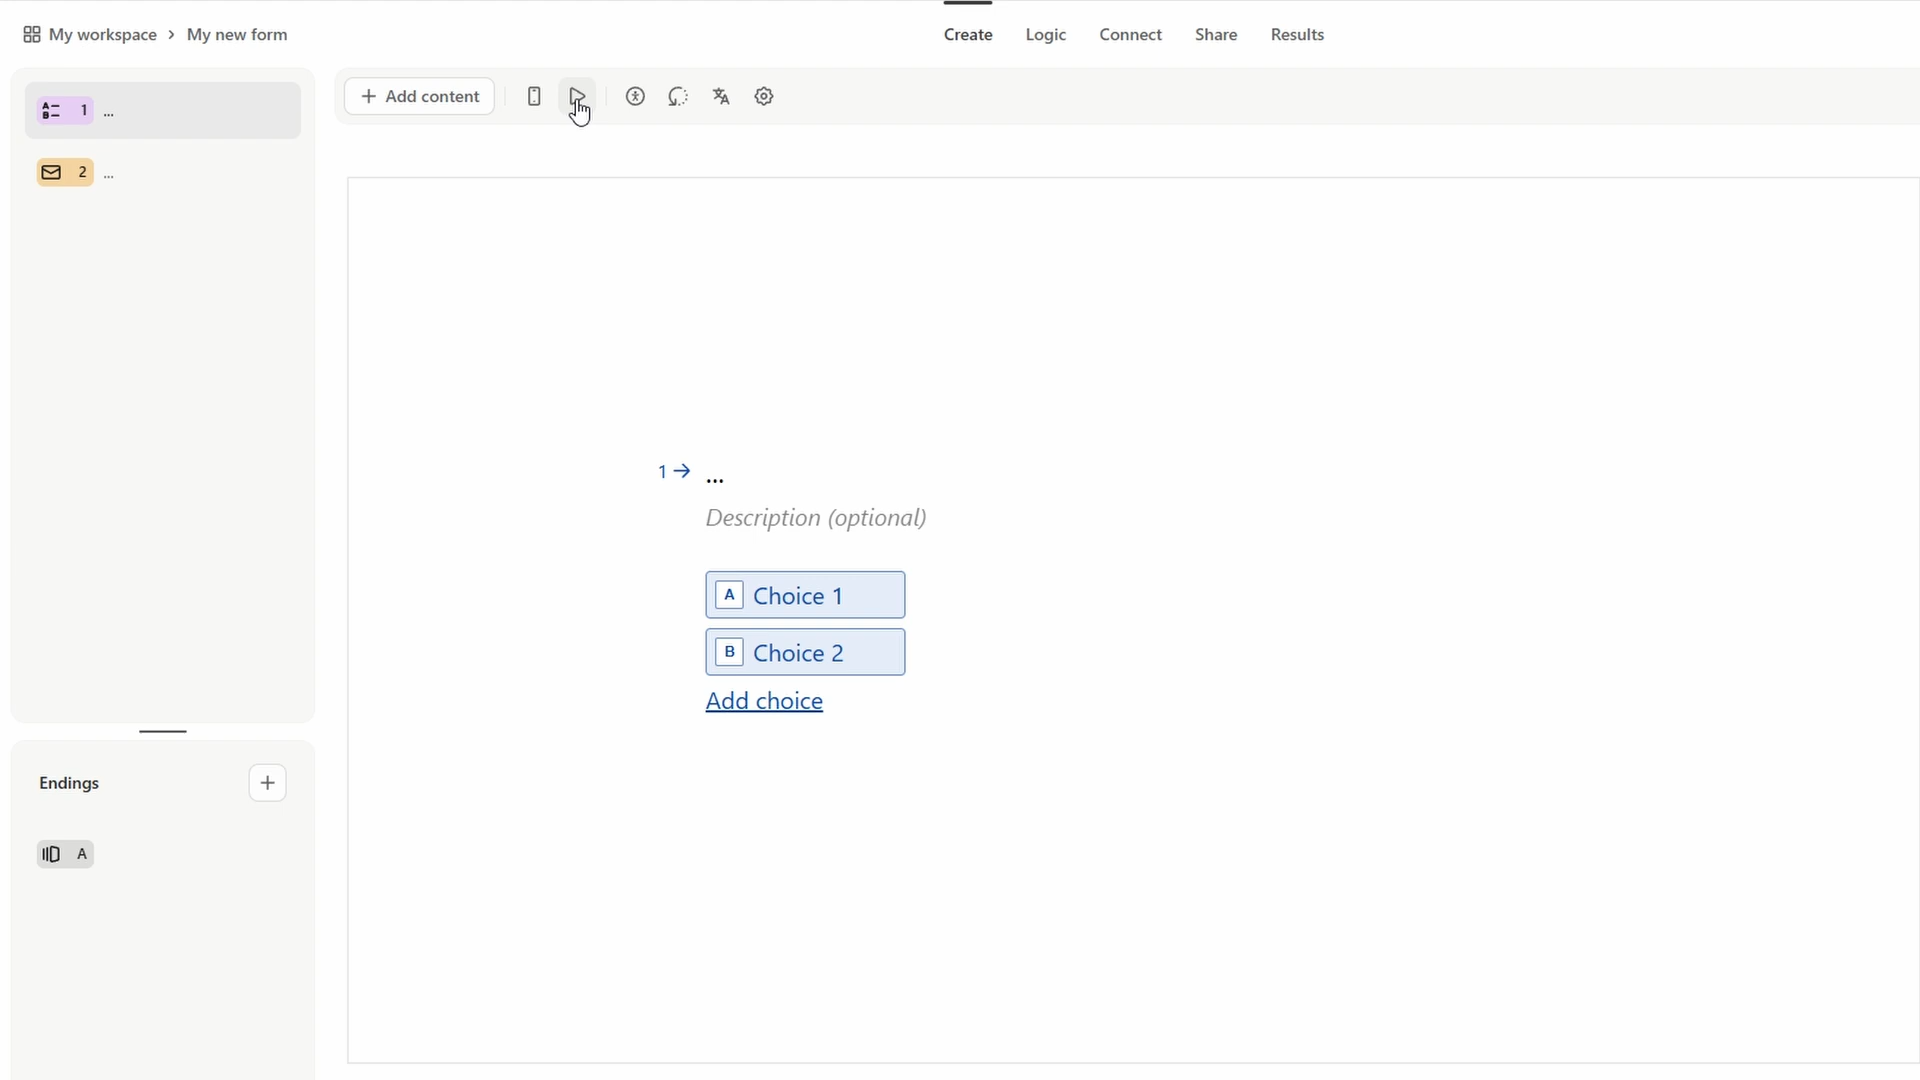 My workspace > My new form
Create Logic Connect Share Results
1 ...
+ Add content
2 ...
1 → ...
Description (optional)
A Choice 1
B Choice 2
Add choice
Endings +
A